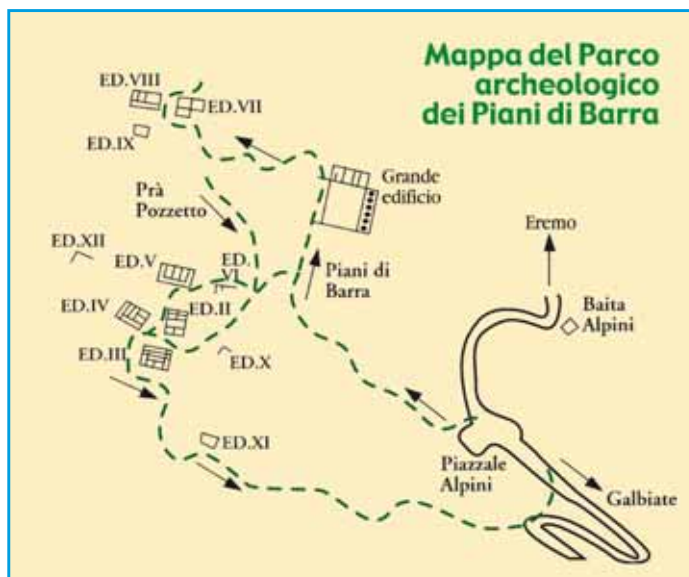 Mappa del Parco
archeologico
dei Piani di Barra
ED.VIII
ED.VII
ED.IX
Grande
edificio
Prà
Pozzetto
Eremo
ED.XII
ED.V
ED.
VI
Piani di
Barra
ED.IV
ED.II
Baita
Alpini
ED.III
ED.X
ED.XI
Piazzale
Alpini
Galbiate